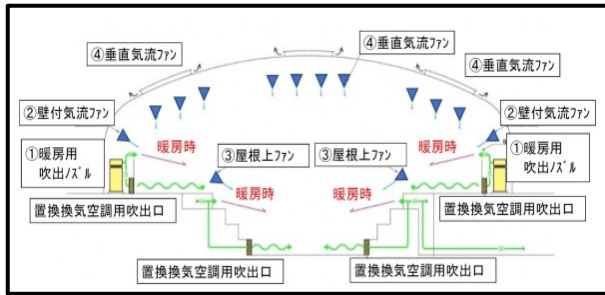 ④垂直気流ファン
④垂直気流ファン
④垂直気流ファン
②壁付気流ファン
②壁付気流ファン
①暖房用
吹出ノズル
暖房時
③屋根上ファン
③屋根上ファン
暖房時
①暖房用
吹出ノズル
暖房時
暖房時
置換換気空調用吹出口
置換換気空調用吹出口
置換換気空調用吹出口
置換換気空調用吹出口